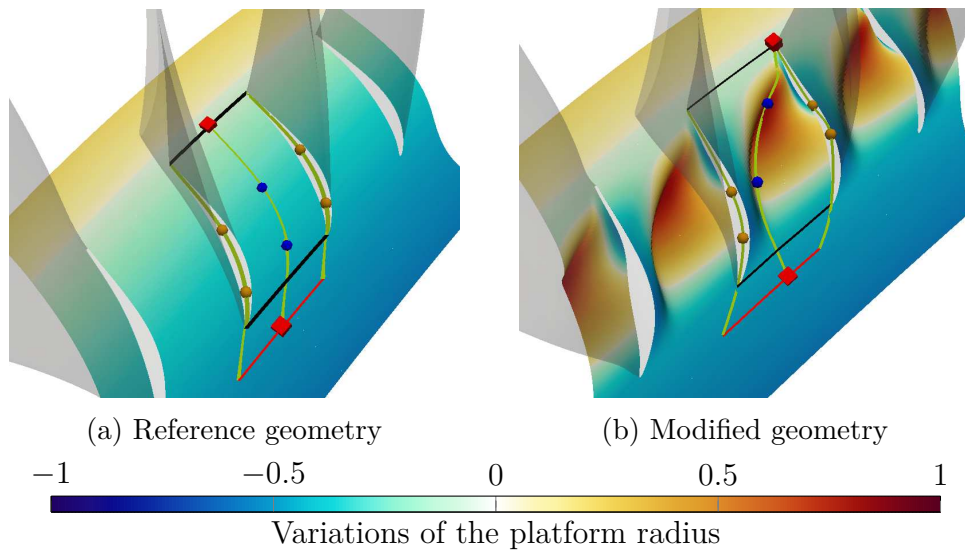 (a) Reference geometry
(b) Modified geometry
−1 −0.5 0 0.5 1
Variations of the platform radius